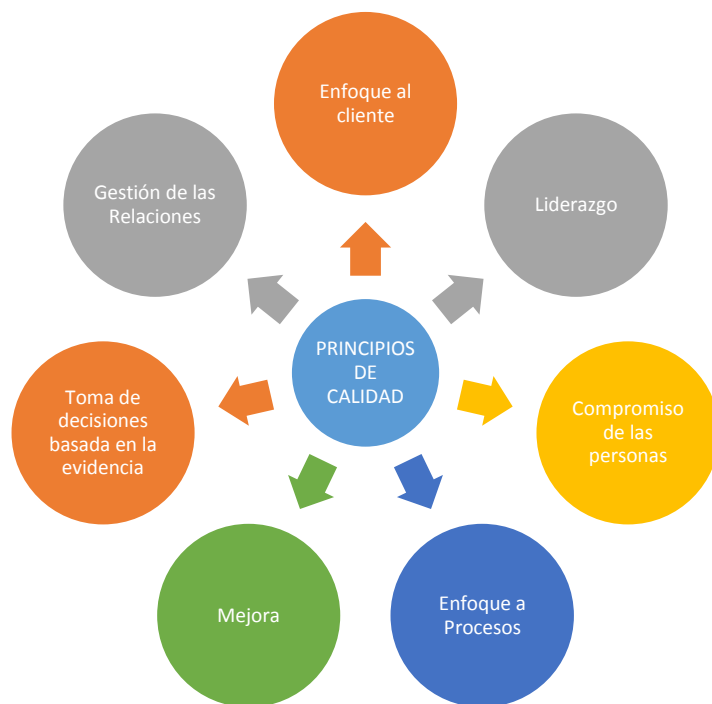 Enfoque al
cliente
Liderazgo
Compromiso
de las
personas
Enfoque a
Procesos
Mejora
Toma de
decisiones
basada en la
evidencia
Gestión de las
Relaciones
PRINCIPIOS
DE
CALIDAD